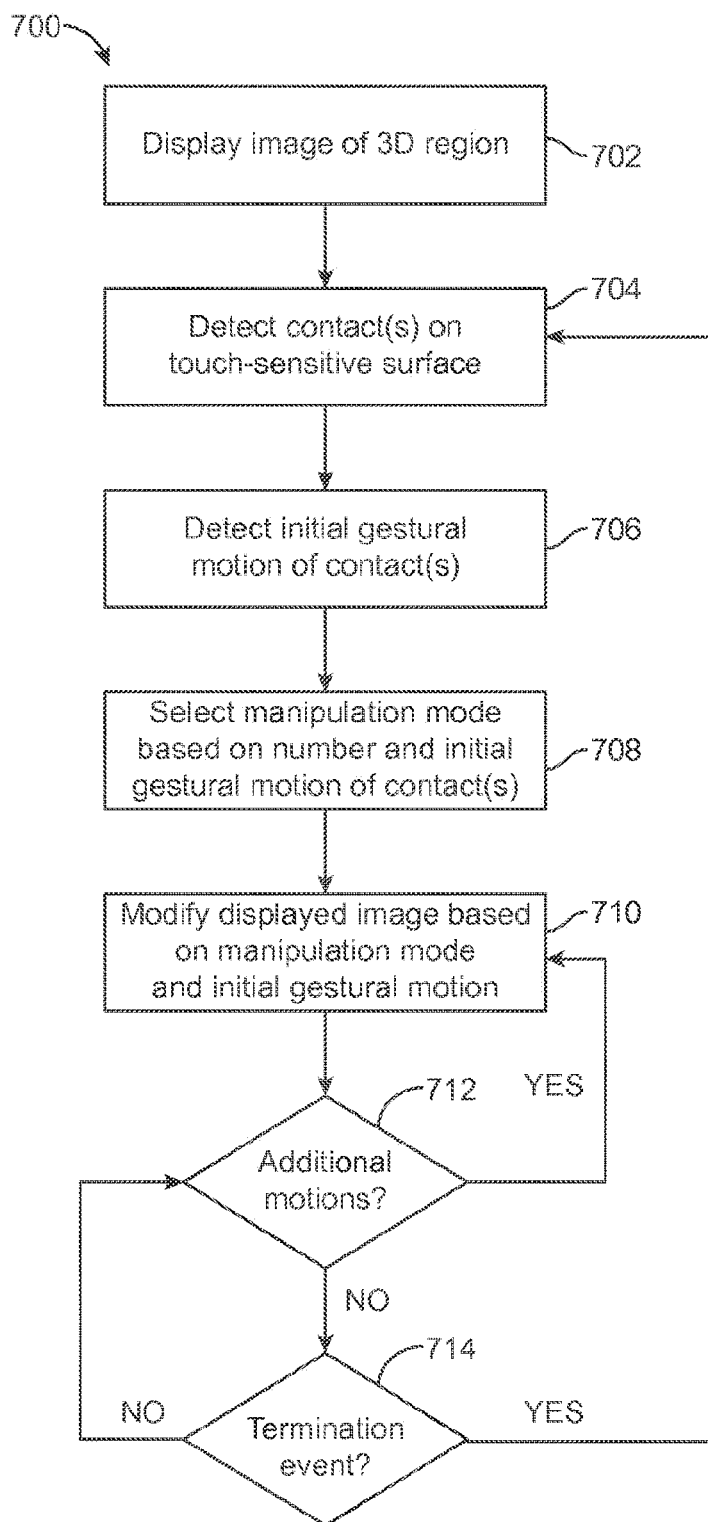 700
Display image of 3D region
702
704
Detect contact(s) on
touch-sensitive surface
Detect initial gestural
motion of contact(s)
706
Select manipulation mode
based on number and initial
gestural motion of contact(s)
708
Modify displayed image based
on manipulation mode
and initial gestural motion
710
712
YES
Additional
motions?
NO
714
NO
YES
Termination
event?